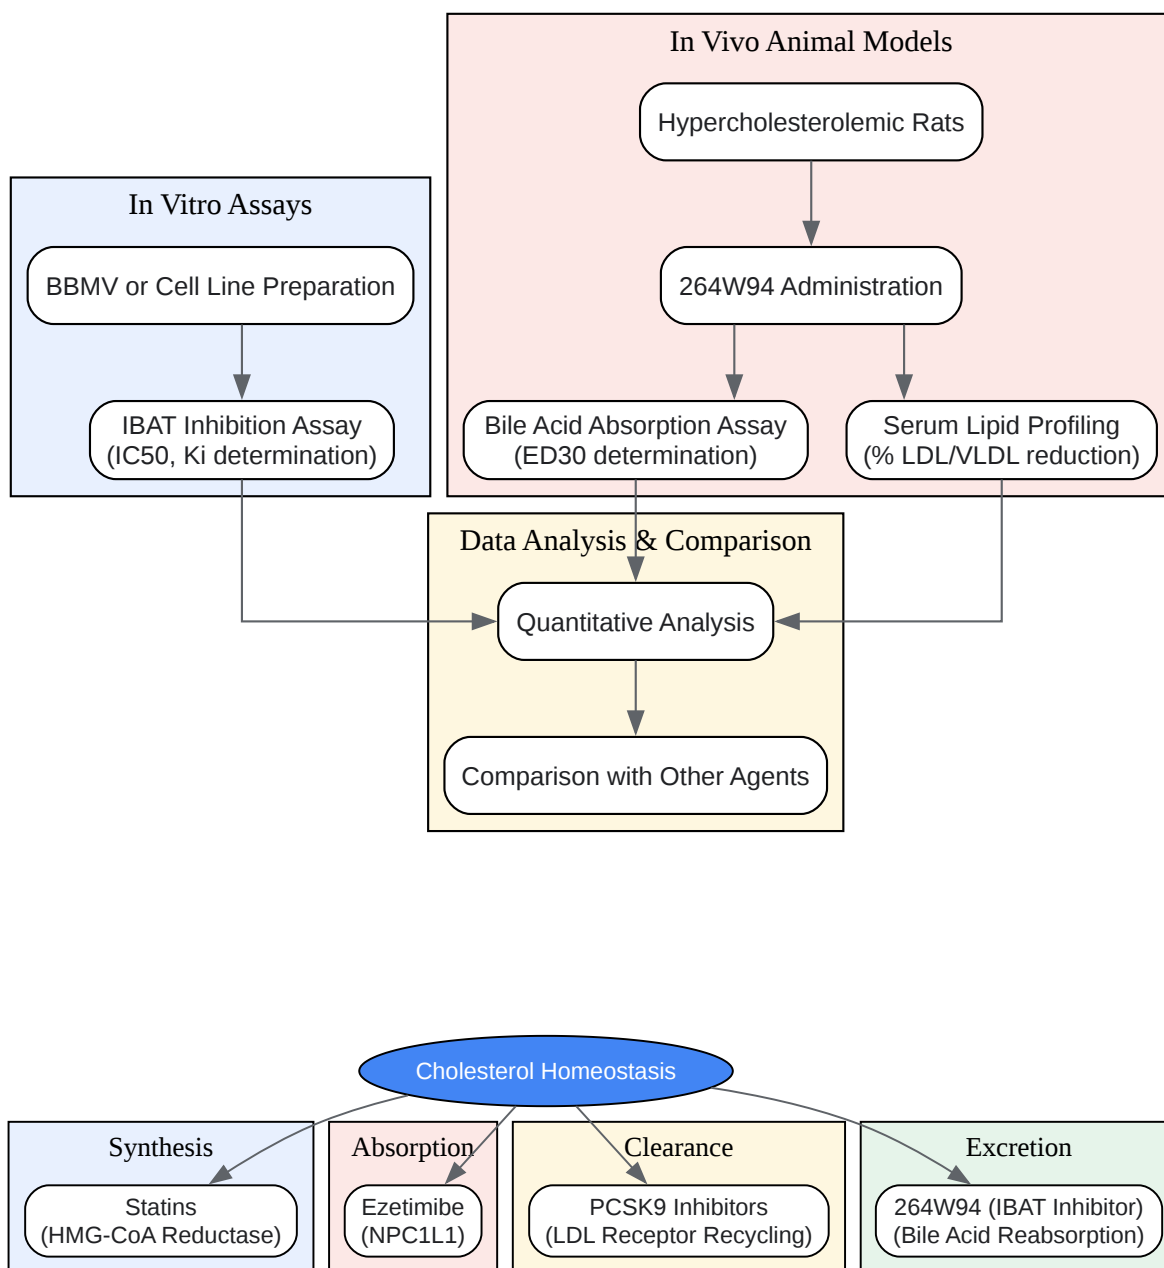 In Vivo Animal Models
Hypercholesterolemic Rats
In Vitro Assays
BBMV or Cell Line Preparation
264W94 Administration
IBAT Inhibition Assay
(IC50, Ki determination)
Bile Acid Absorption Assay
(ED30 determination)
Serum Lipid Profiling
(% LDL/VLDL reduction)
Data Analysis & Comparison
Quantitative Analysis
Comparison with Other Agents
Cholesterol Homeostasis
Synthesis
Statins
(HMG-CoA Reductase)
Absorption
Ezetimibe
(NPC1L1)
Clearance
PCSK9 Inhibitors
(LDL Receptor Recycling)
Excretion
264W94 (IBAT Inhibitor)
(Bile Acid Reabsorption)